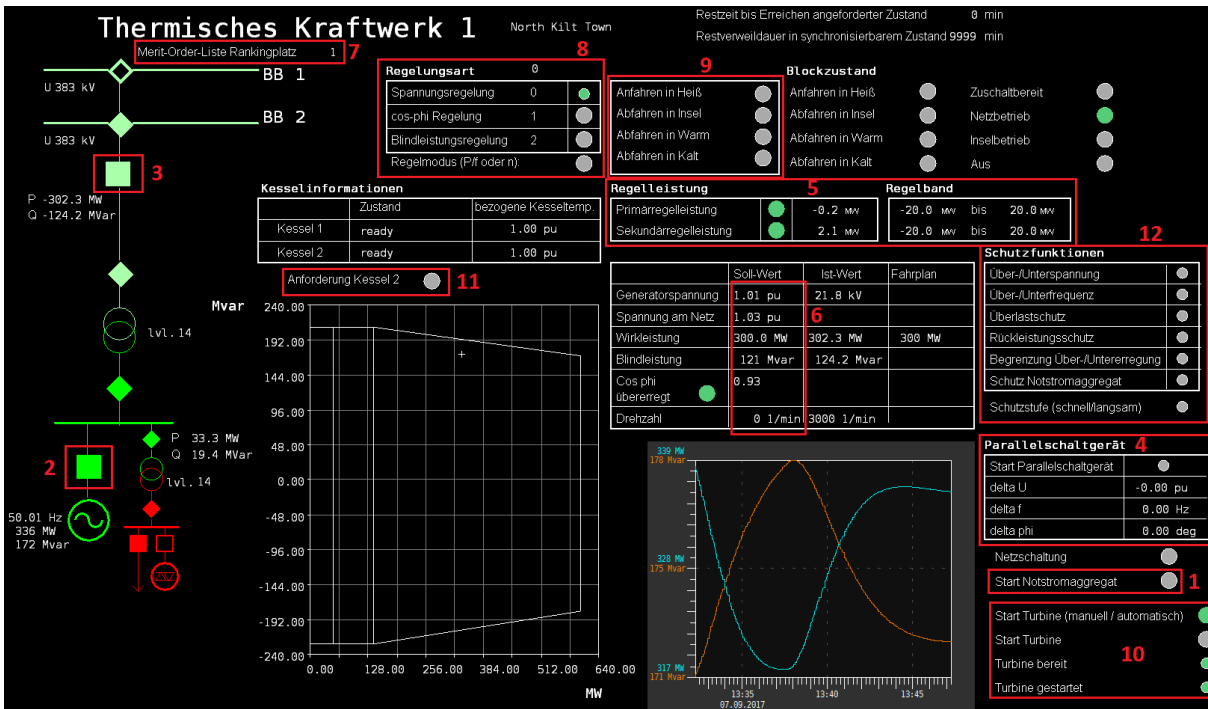 Thermisches Kraftwerk 1
North Kilt Town
Restzeit bis Erreichen angeforderter Zustand 0 min
Restverweildauer in synchronisierbarem Zustand 9999 min
Merit-Order-Liste Rankingplatz 1
7
BB 1
U 383 kV
BB 2
U 383 kV
3
P -302.3 MW
Q -124.2 MVar
lvl.14
P 33.3 MW
Q 19.4 MVar
2
lvl.14
50.01 Hz
336 MW
172 Mvar
8
Regelungsart 0
Spannungsregelung 0
cos-phi Regelung 1
Blindleistungsregelung 2
Regelmodus (P/f oder n):
9
Anfahren in Heiß
Abfahren in Insel
Abfahren in Warm
Abfahren in Kalt
Blockzustand
Anfahren in Heiß
Abfahren in Insel
Abfahren in Warm
Abfahren in Kalt
Zuschaltbereit
Netzbetrieb
Inselbetrieb
Aus
Kesselinformationen
Zustand bezogene Kesseltemp.
Kessel 1 ready 1.00 pu
Kessel 2 ready 1.00 pu
Anforderung Kessel 2
11
Regelleistung 5 Regelband
Primärregelleistung -0.2 MW -20.0 MW bis 20.0 MW
Sekundärregelleistung 2.1 MW -20.0 MW bis 20.0 MW
Soll-Wert Ist-Wert Fahrplan
Generatorspannung 1.01 pu 21.8 kV
Spannung am Netz 1.03 pu 6
Wirkleistung 300.0 MW 302.3 MW 300 MW
Blindleistung 121 Mvar 124.2 Mvar
Cos phi 0.93
übererregt
Drehzahl 0 1/min 3000 1/min
12
Schutzfunktionen
Über-/Unterspannung
Über-/Unterfrequenz
Überlastschutz
Rückleistungsschutz
Begrenzung Über-/Untererregung
Schutz Notstromaggregat
Schutzstufe (schnell/langsam)
Parallelschaltgerät 4
Start Parallelschaltgerät
delta U -0.00 pu
delta f 0.00 Hz
delta phi 0.00 deg
Netzschaltung
Start Notstromaggregat 1
Start Turbine (manuell / automatisch)
Start Turbine
Turbine bereit 10
Turbine gestartet
Mvar
240.00
192.00
144.00
96.00
48.00
0.00
-48.00
-96.00
-144.00
-192.00
-240.00
0.00 128.00 256.00 384.00 512.00 640.00
MW
339 MW
178 Mvar
328 MW
175 Mvar
317 MW
171 Mvar
13:35 13:40 13:45
07.09.2017